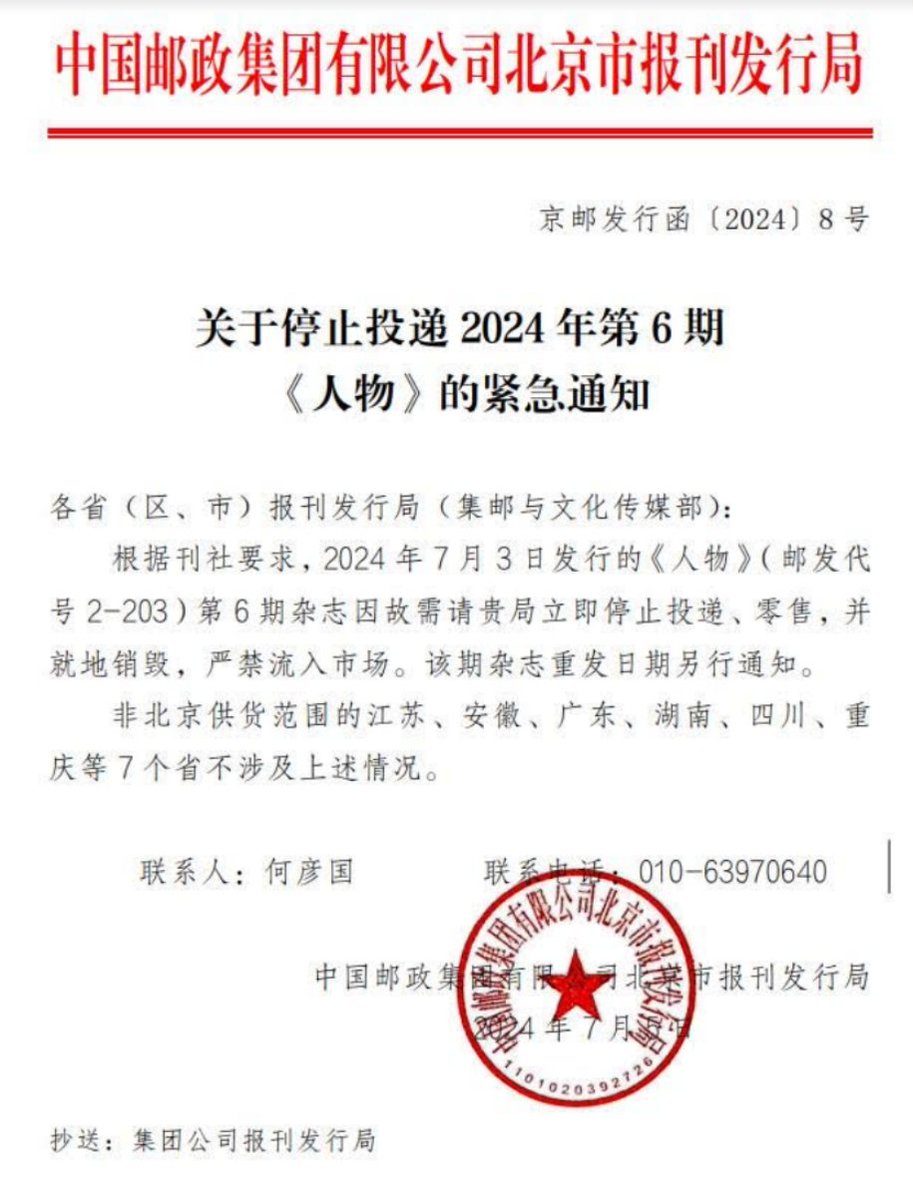 中国邮政集团有限公司北京市报刊发行局
京邮发行函〔2024〕8号
关于停止投递2024年第6期
《人物》的紧急通知
各省（区、市）报刊发行局（集邮与文化传媒部）：
根据刊社要求，2024年7月3日发行的《人物》（邮发代
号2-203）第6期杂志因故需请贵局立即停止投递、零售，并
就地销毁，严禁流入市场。该期杂志重发日期另行通知。
非北京供货范围的江苏、安徽、广东、湖南、四川、重
庆等7个省不涉及上述情况。
联系人：何彦国 联系电话：010-63970640
中国邮政集团有限公司北京市报刊发行局
2024年7月5日
中国邮政集团有限公司北京市报刊发行局
1101020392726
抄送：集团公司报刊发行局